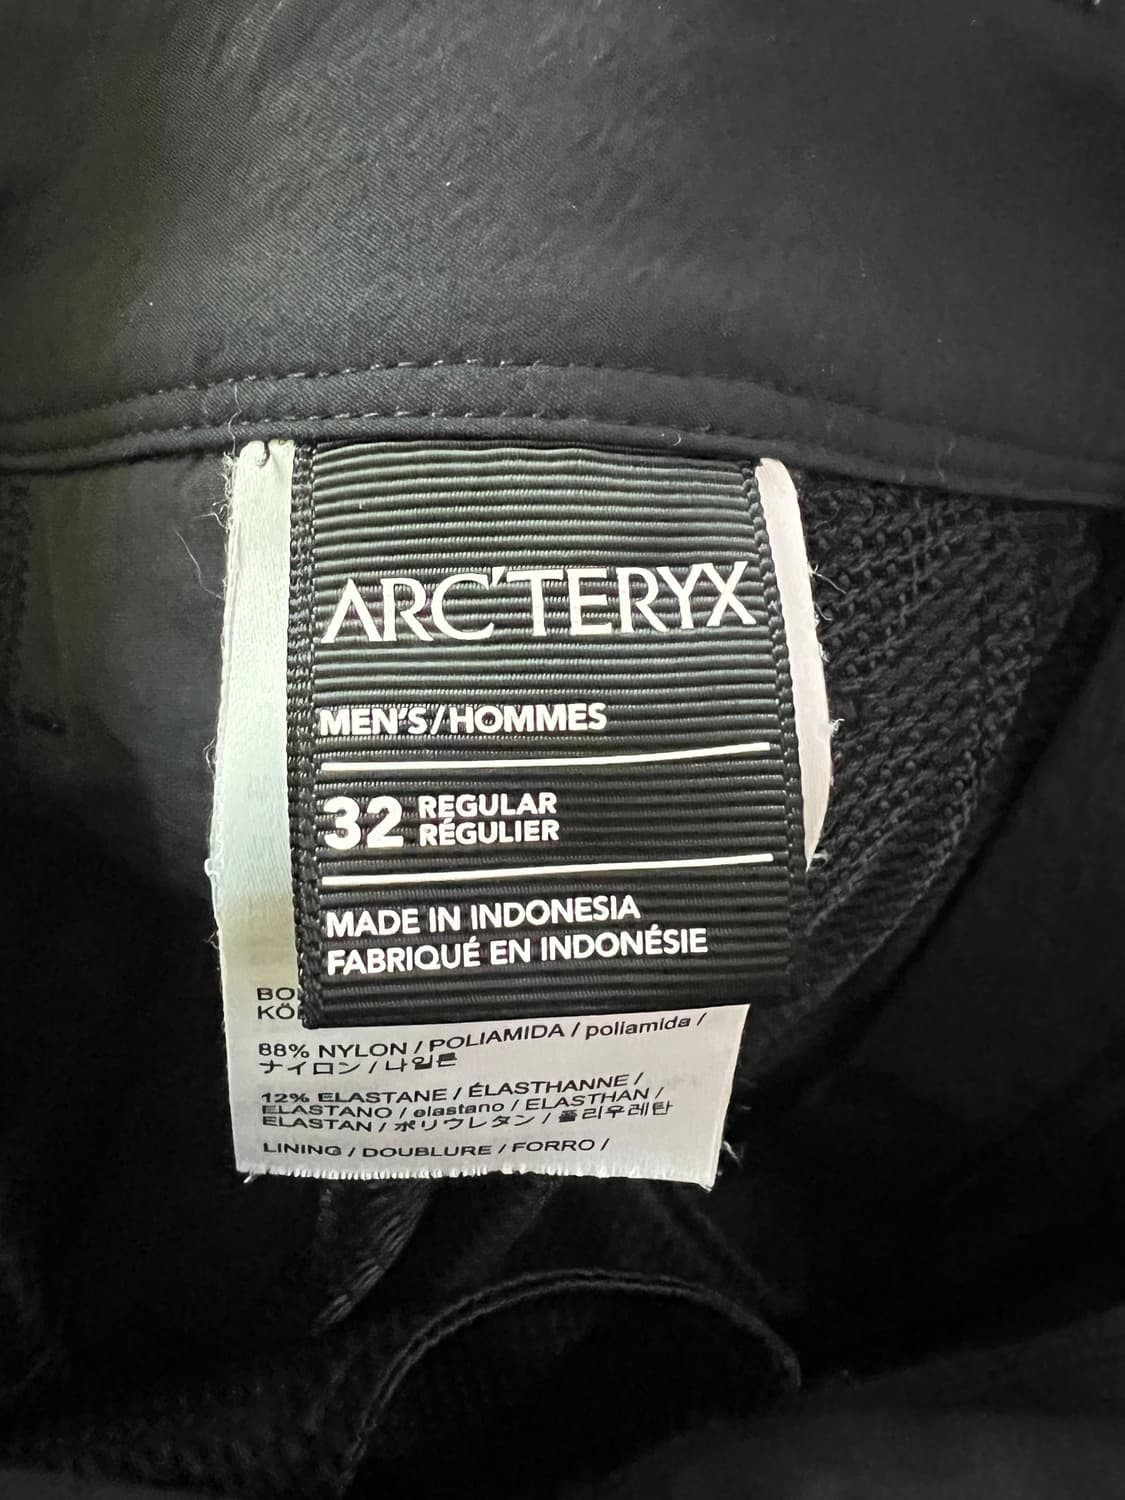 ARC'TERYX
MEN'S/HOMMES
32 REGULAR
RÉGULIER
MADE IN INDONESIA
FABRIQUÉ EN INDONÉSIE
88% NYLON / POLIAMIDA / poliamida /
ナイロン / 나일론
12% ELASTANE / ÉLASTHANNE /
ELASTANO / elastano / ELASTHAN /
ELASTAN / ポリウレタン / 폴리우레탄
LINING / DOUBLURE / FORRO /